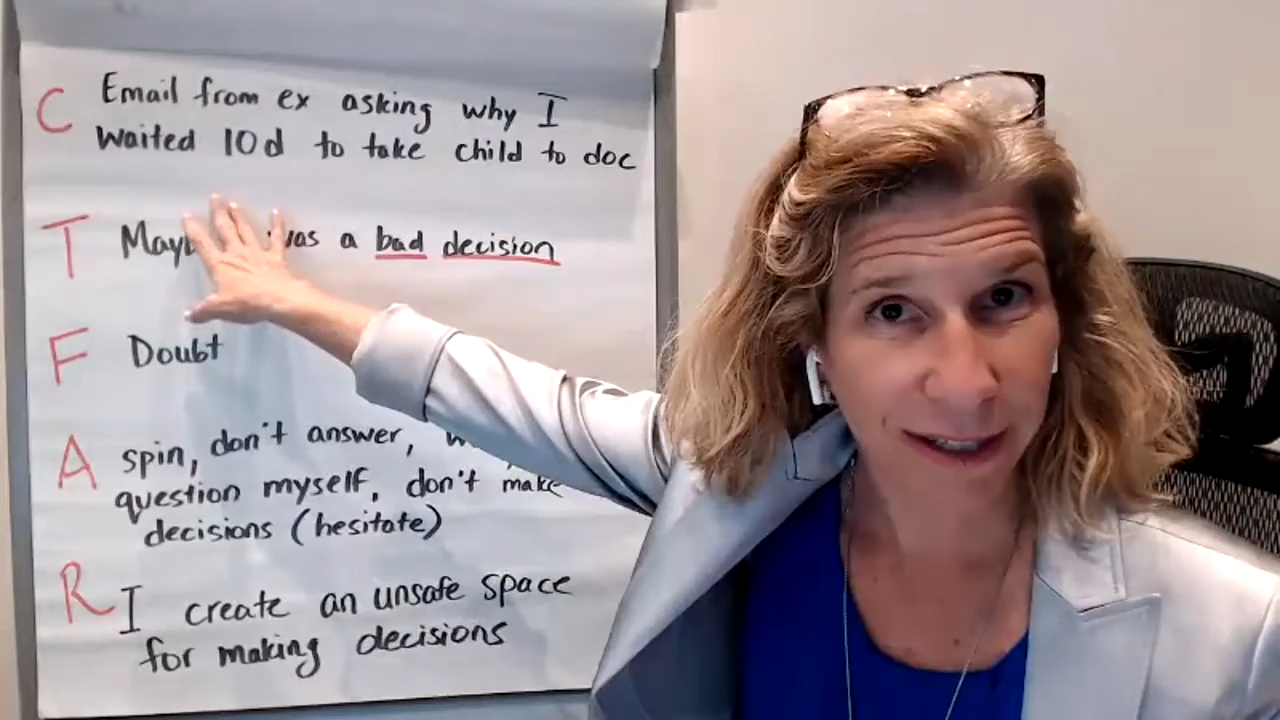 C Email from ex asking why I
waited 10d to take child to doc
T was a bad decision
F Doubt
A spin, don't answer,
question myself, don't make
decisions (hesitate)
R I create an unsafe space
for making decisions